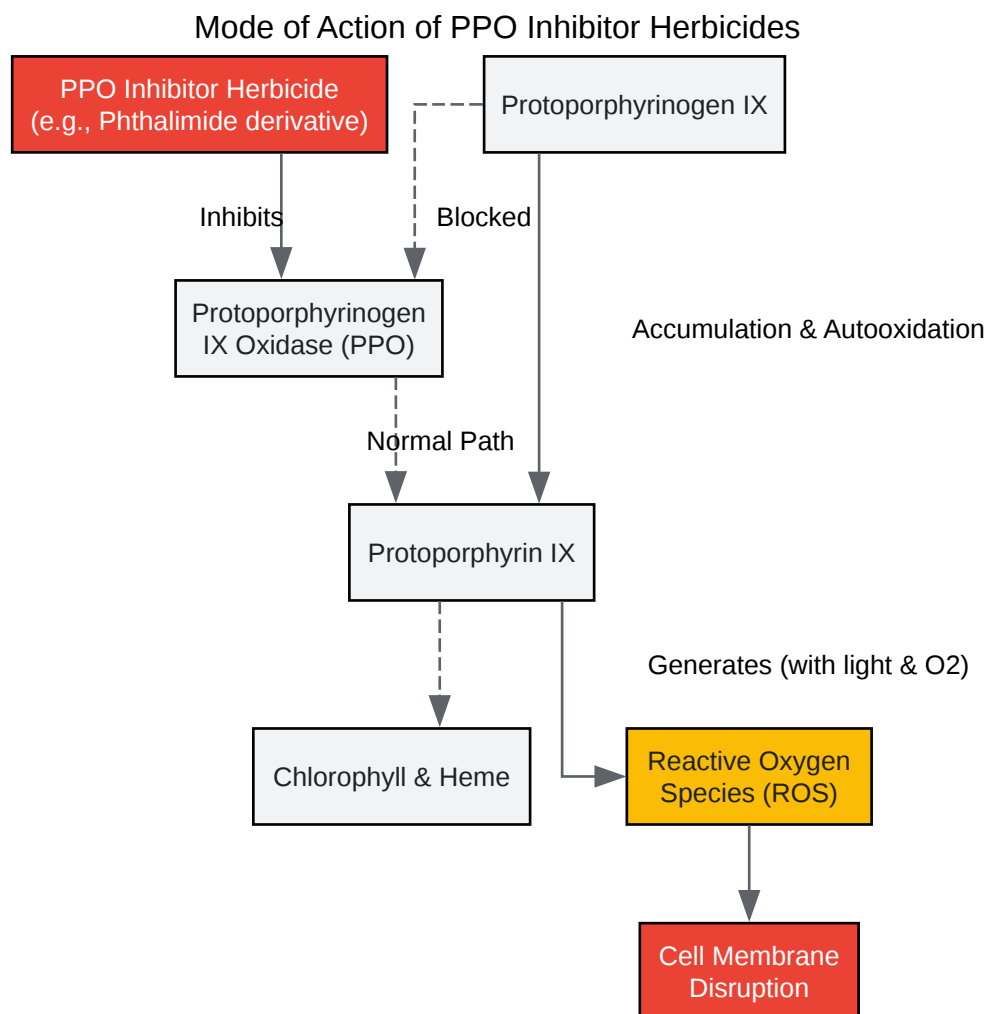 Mode of Action of PPO Inhibitor Herbicides
PPO Inhibitor Herbicide
(e.g., Phthalimide derivative)
Protoporphyrinogen IX
Inhibits
Blocked
Protoporphyrinogen
IX Oxidase (PPO)
Accumulation & Autooxidation
Normal Path
Protoporphyrin IX
Generates (with light & O2)
Chlorophyll & Heme
Reactive Oxygen
Species (ROS)
Cell Membrane
Disruption